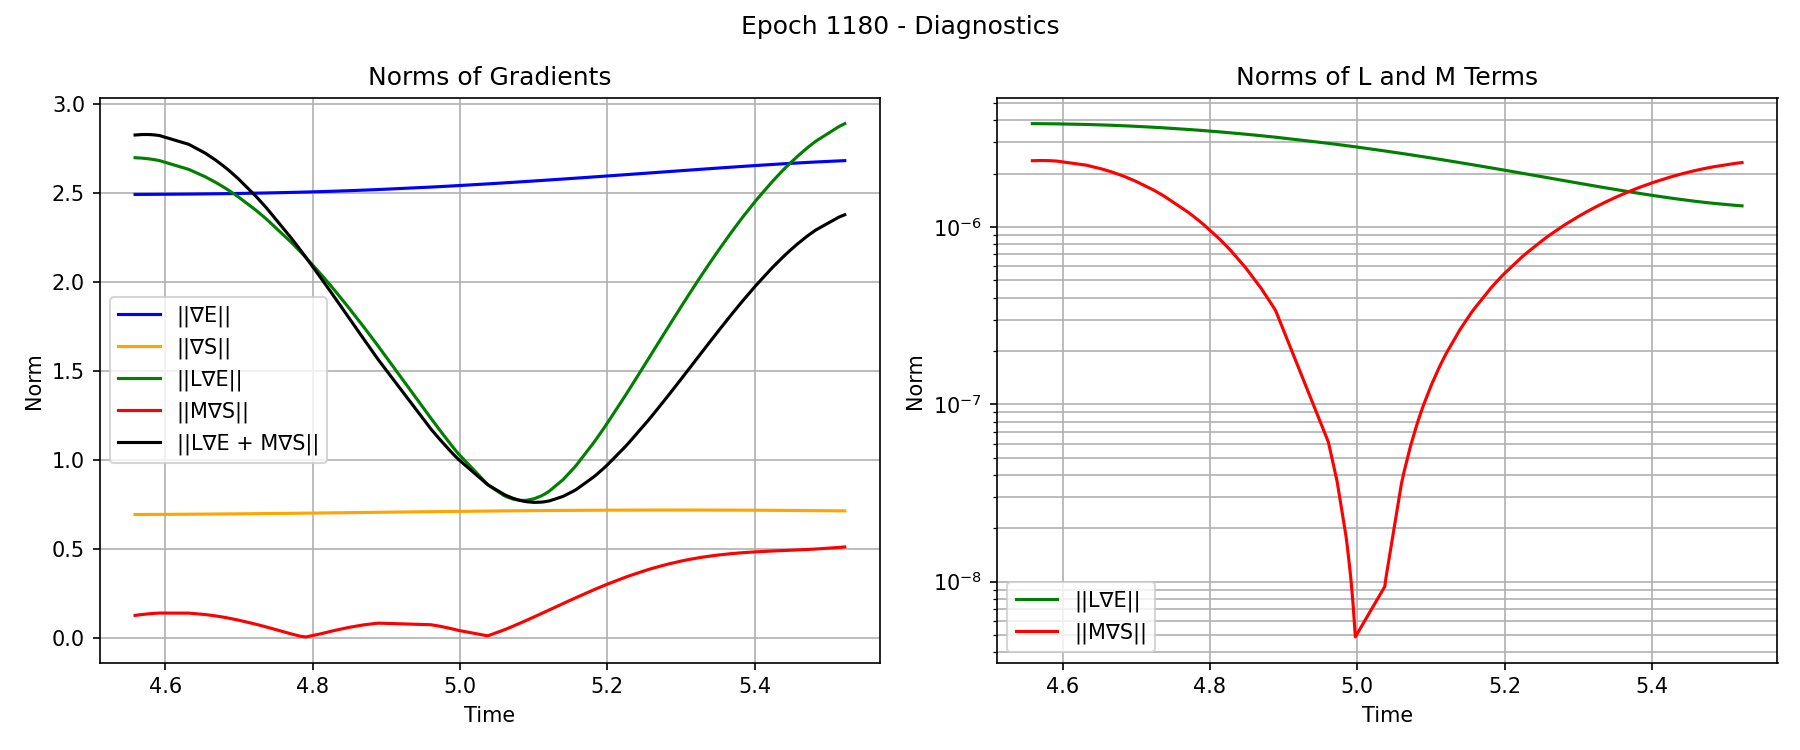 Epoch 1180 - Diagnostics
Norms of Gradients
Norm
3.0
2.5
2.0
1.5
1.0
0.5
0.0
||∇E||
||∇S||
||L∇E||
||M∇S||
||L∇E + M∇S||
4.6 4.8 5.0 5.2 5.4
Time
Norms of L and M Terms
Norm
10⁻⁶
10⁻⁷
10⁻⁸
||L∇E||
||M∇S||
4.6 4.8 5.0 5.2 5.4
Time